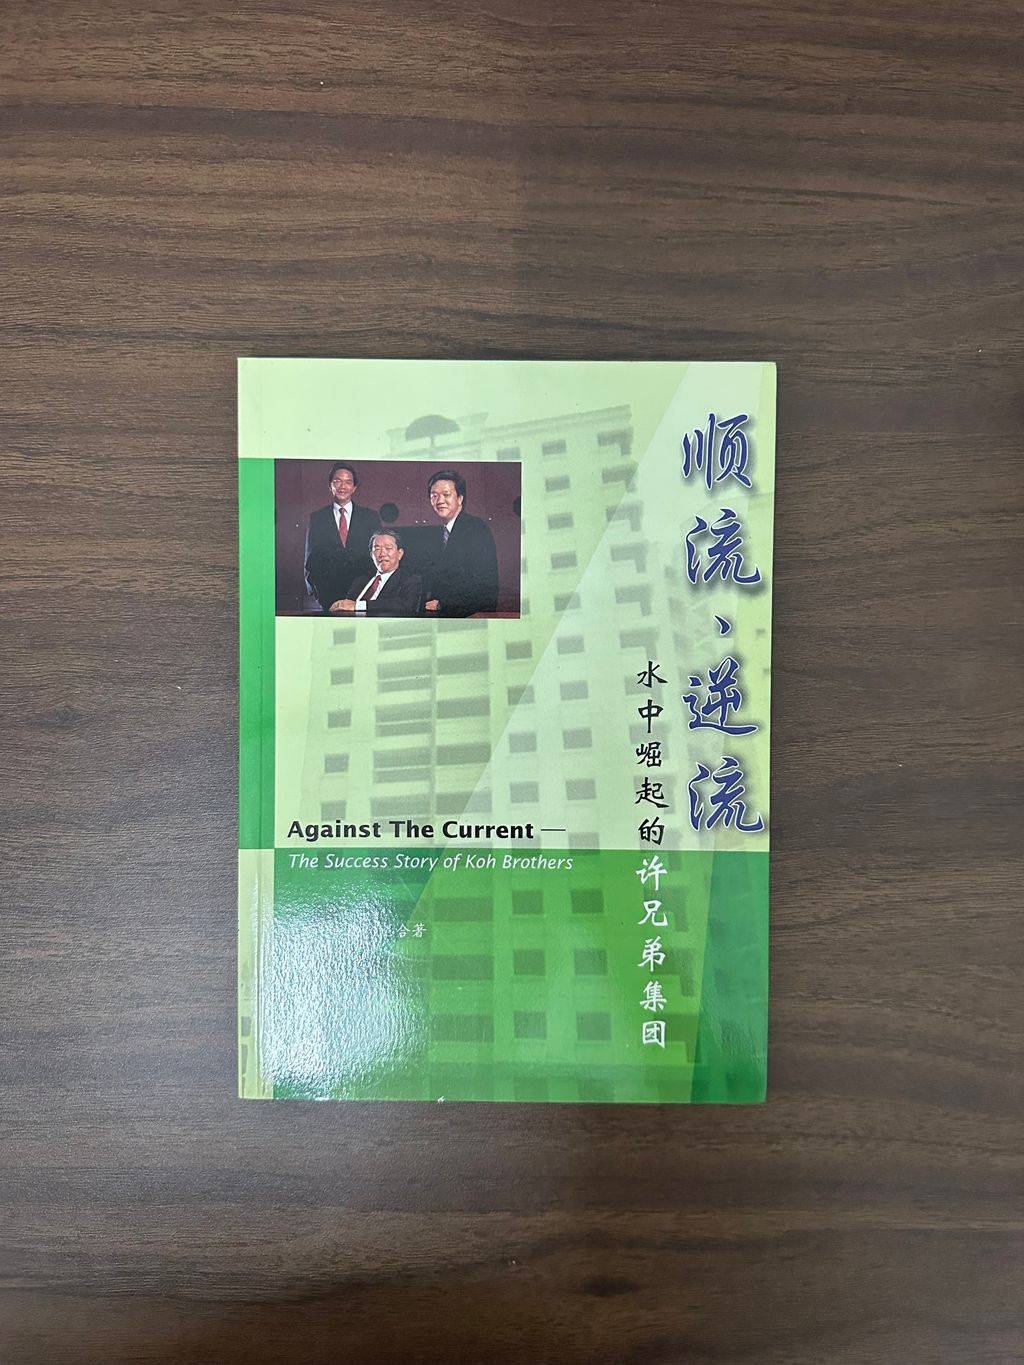 顺流、逆流
水中崛起的许兄弟集团
Against The Current —
The Success Story of Koh Brothers
合著